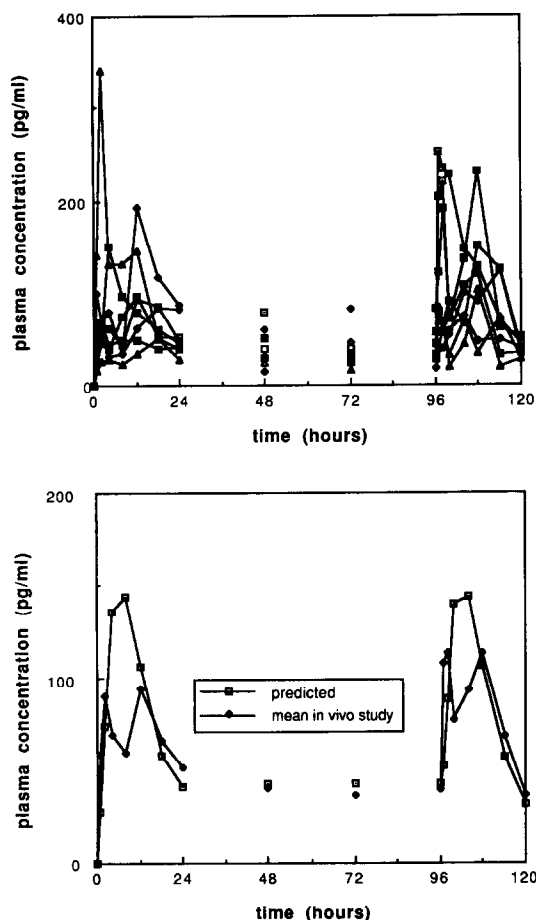 400
200
0
plasma concentration (pg/ml)
0 24 48 72 96 120
time (hours)
200
100
0
plasma concentration (pg/ml)
predicted
mean in vivo study
0 24 48 72 96 120
time (hours)